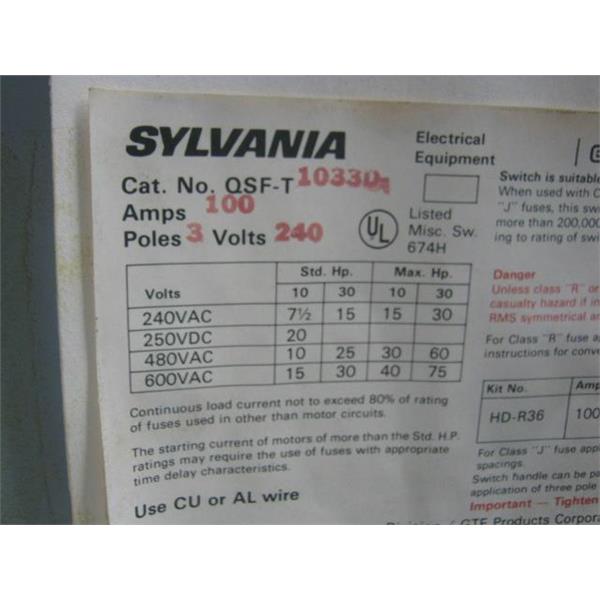 SYLVANIA
Electrical
Equipment
Cat. No. QSF-T 10330
Amps 100
Poles 3 Volts 240
UL
Listed
Misc. Sw.
674H
Std. Hp. Max. Hp.
Volts 10 30 10 30
240VAC 7½ 15 15 30
250VDC 20
480VAC 10 25 30 60
600VAC 15 30 40 75
Continuous load current not to exceed 80% of rating
of fuses used in other than motor circuits.
The starting current of motors of more than the Std. H.P.
ratings may require the use of fuses with appropriate
time delay characteristics.
Use CU or AL wire
Switch is suitable
When used with
"J" fuses, this
more than 200,000
ing to rating of
Danger
Unless class "R" or
casualty hazard if
RMS symmetrical
For Class "R" fuse
instructions for
Kit No. Amp
HD-R36 100
For Class "J" fuse
spacings.
Switch handle can be
application of three pole
Important — Tighten
GTE Products